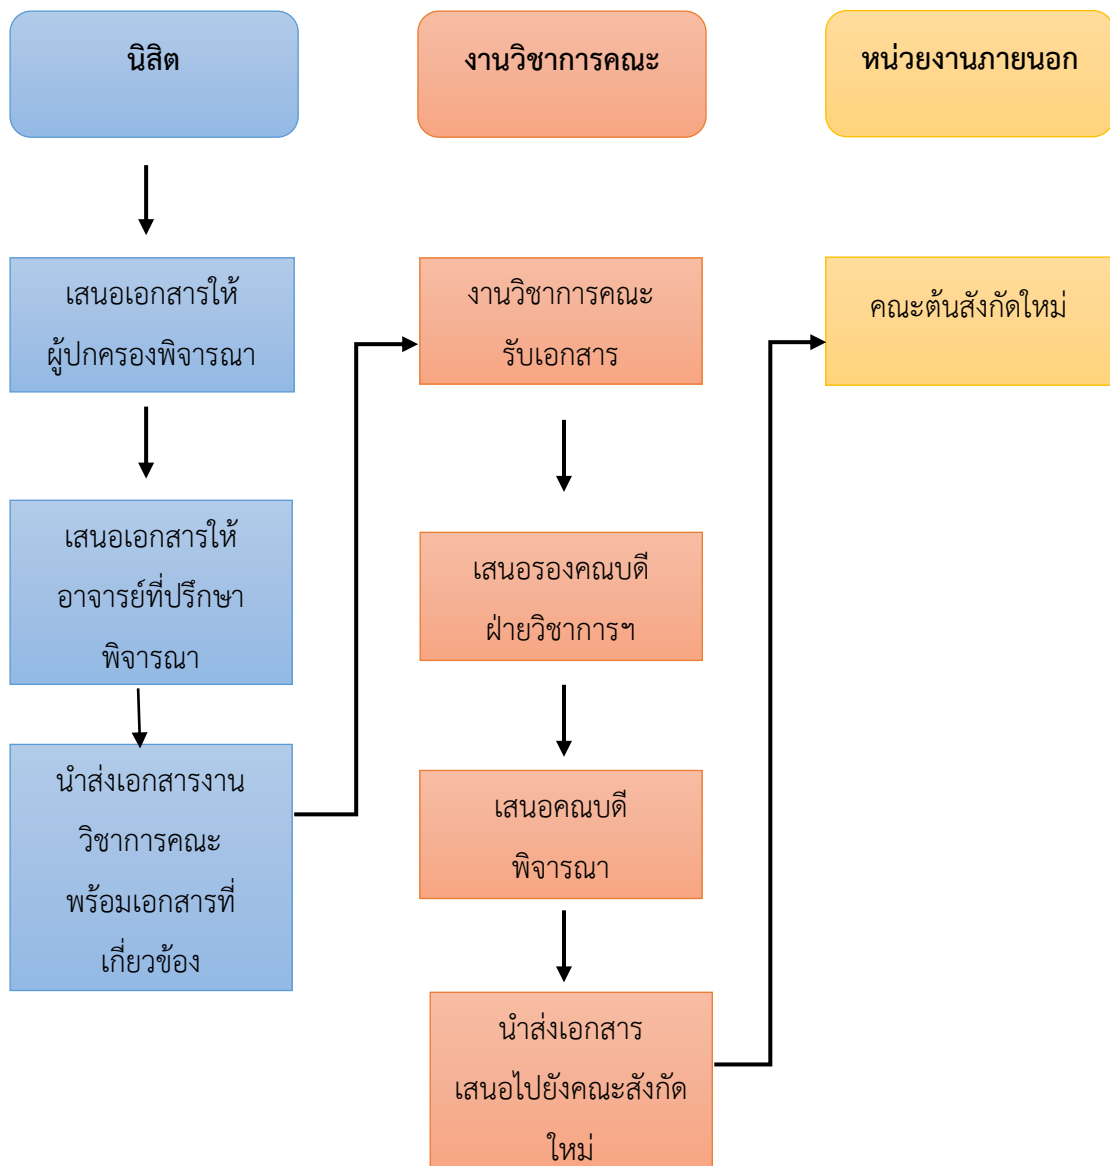 นิสิต
งานวิชาการคณะ
หน่วยงานภายนอก
เสนอเอกสารให้
ผู้ปกครองพิจารณา
เสนอเอกสารให้
อาจารย์ที่ปรึกษา
พิจารณา
นำส่งเอกสารงาน
วิชาการคณะ
พร้อมเอกสารที่
เกี่ยวข้อง
งานวิชาการคณะ
รับเอกสาร
เสนอรองคณบดี
ฝ่ายวิชาการฯ
เสนอคณบดี
พิจารณา
นำส่งเอกสาร
เสนอไปยังคณะสังกัด
ใหม่
คณะต้นสังกัดใหม่